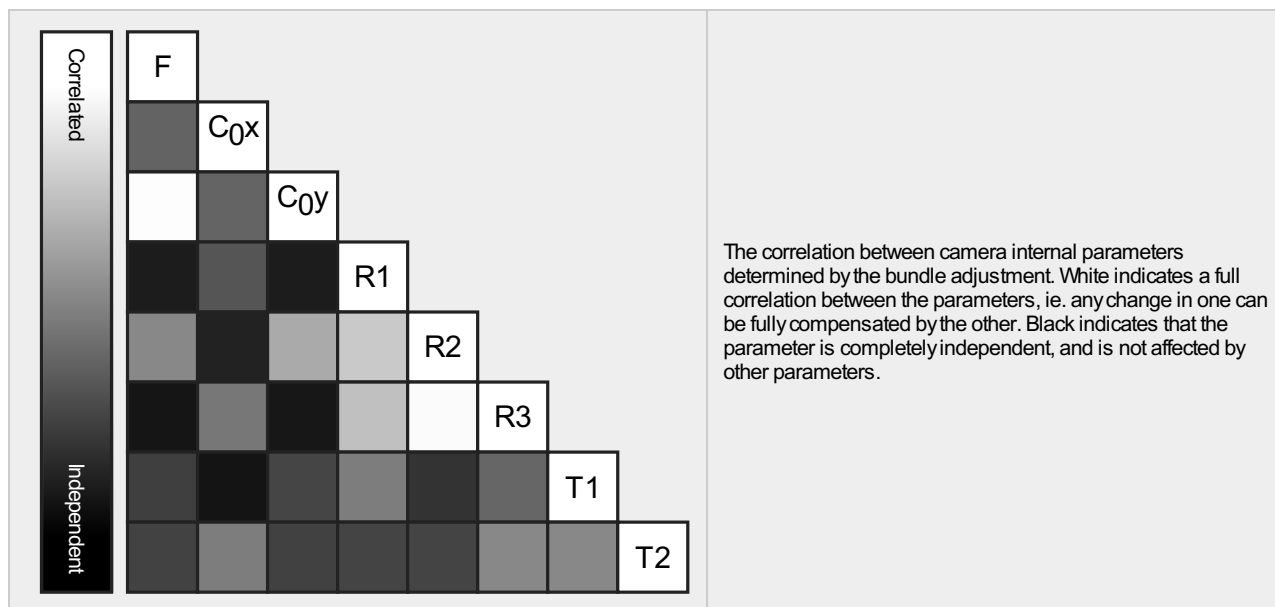 Correlated
Independent
F
C0x
C0y
R1
R2
R3
T1
T2
The correlation between camera internal parameters
determined by the bundle adjustment. White indicates a full
correlation between the parameters, ie. any change in one can
be fully compensated by the other. Black indicates that the
parameter is completely independent, and is not affected by
other parameters.